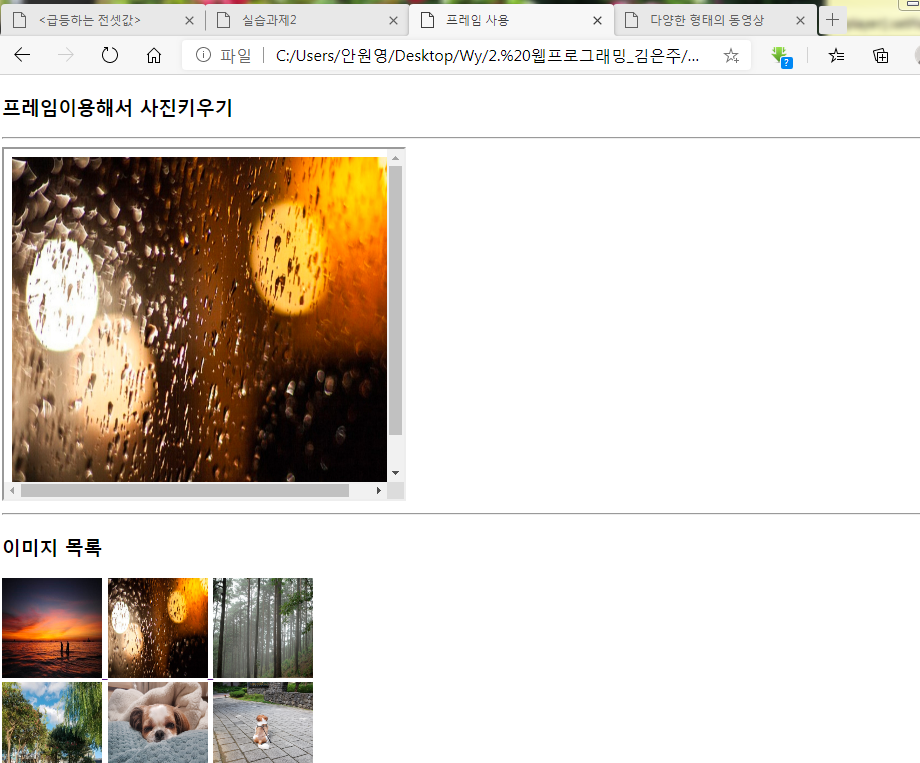 <급등하는 전셋값>
실습과제2
프레임 사용
다양한 형태의 동영상
파일
C:/Users/안원영/Desktop/Wy/2.%20웹프로그래밍_김은주/...
프레임이용해서 사진키우기
이미지 목록